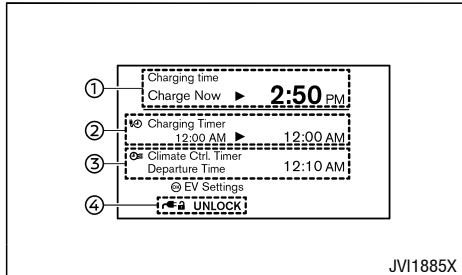 ① Charging time
Charge Now ▶ 2:50 PM
② Charging Timer
12:00 AM ▶ 12:00 AM
③ Climate Ctrl. Timer
Departure Time 12:10 AM
OK EV Settings
④ UNLOCK
JVI1885X